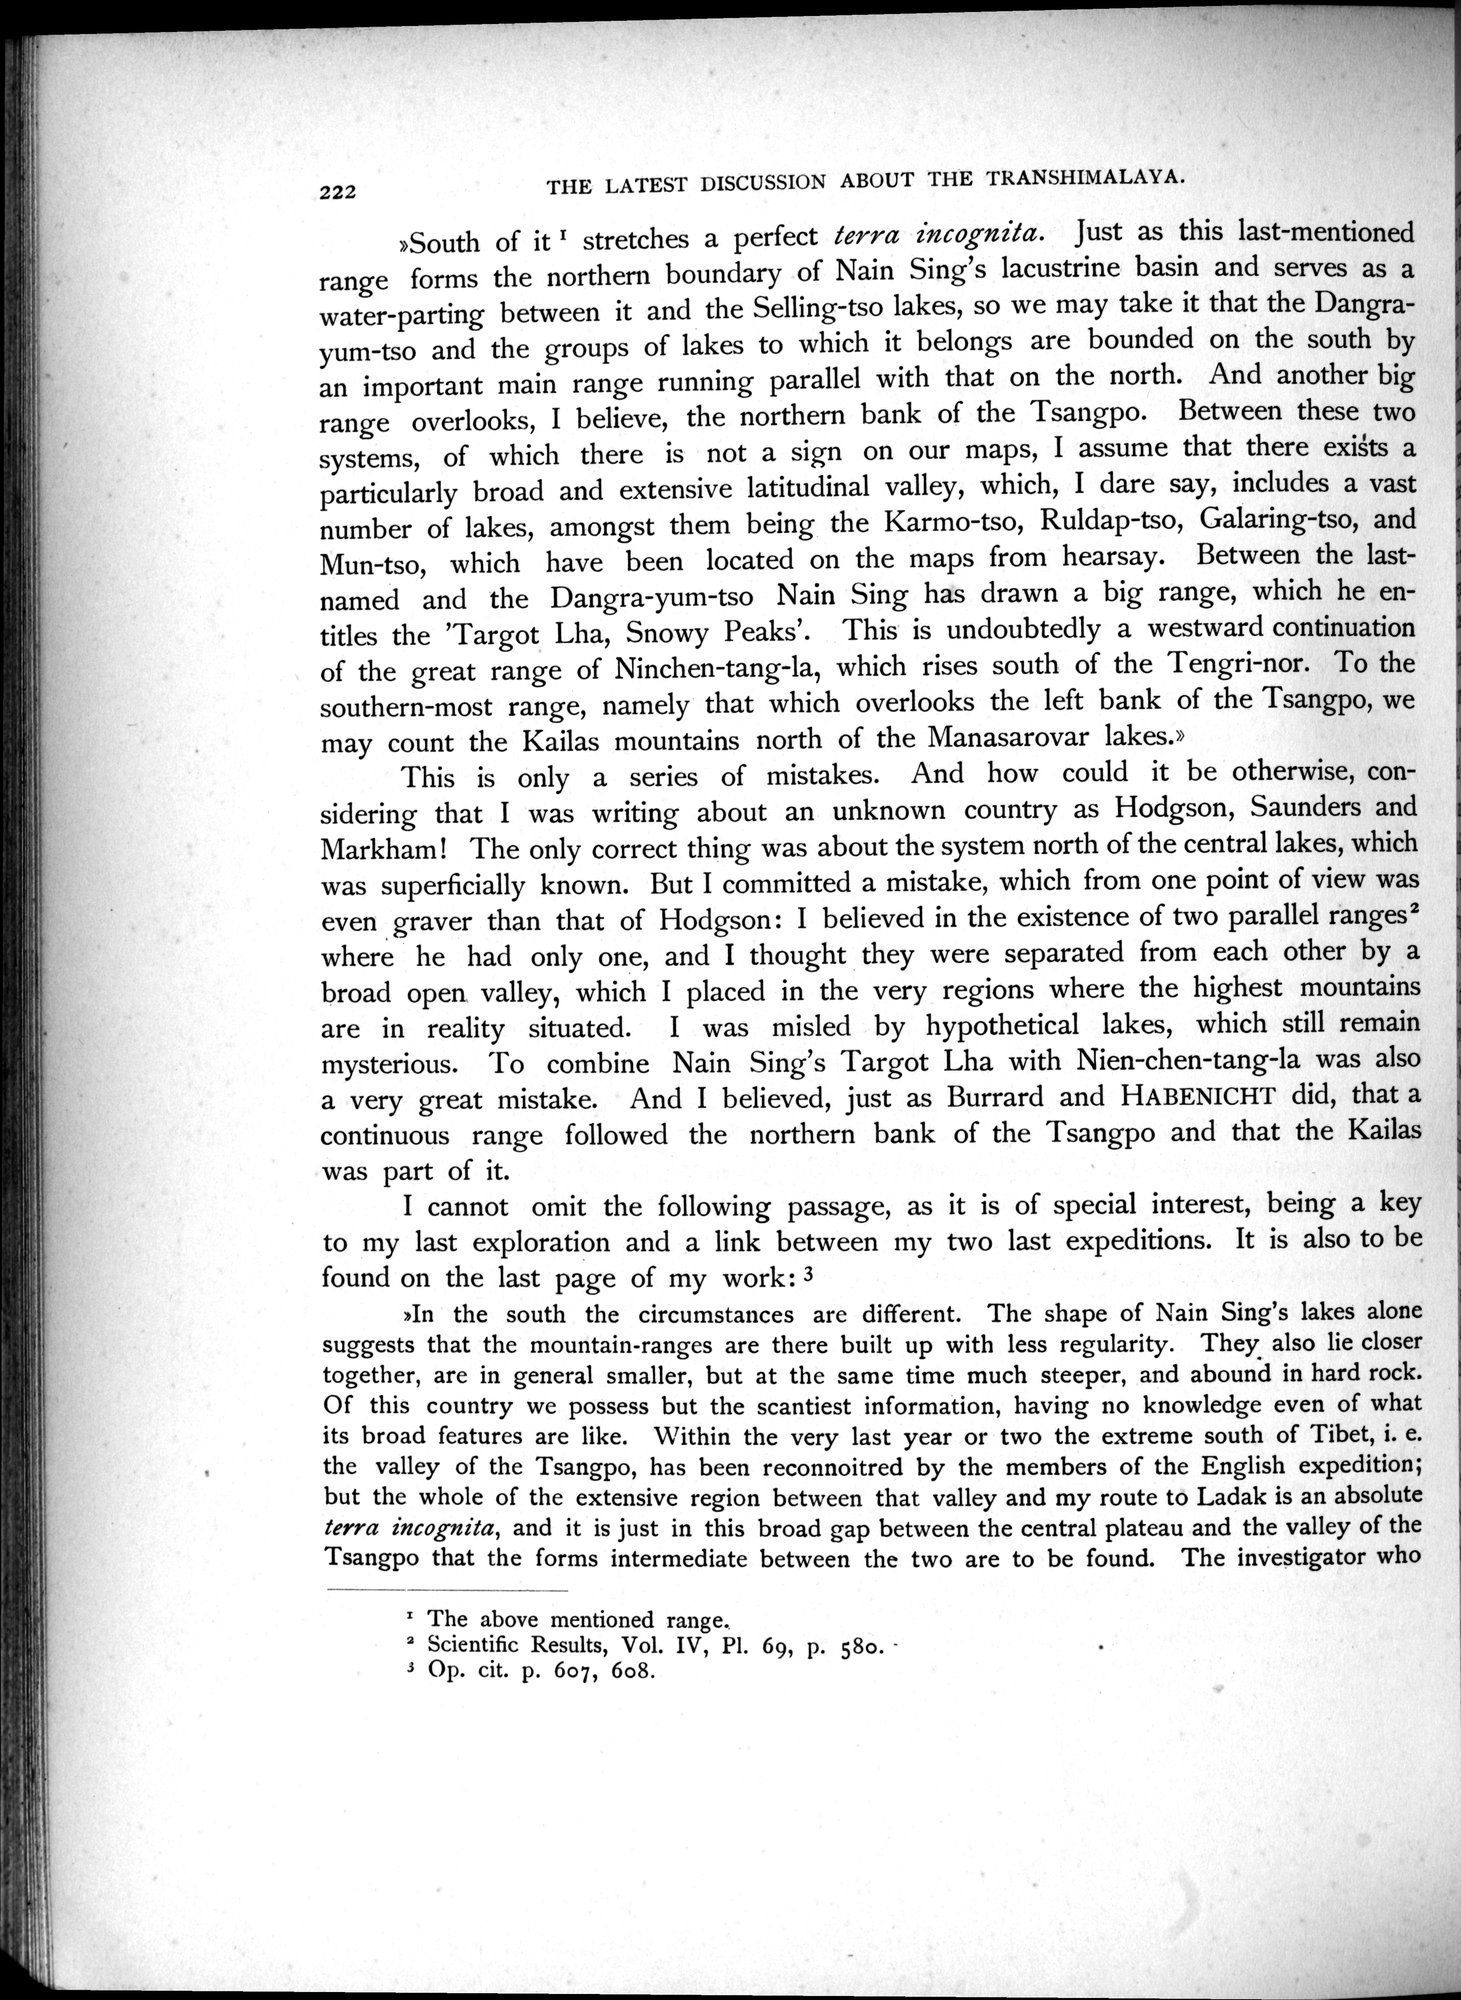 222 THE LATEST DISCUSSION ABOUT THE TRANSHIMALAYA.
»South of it ¹ stretches a perfect terra incognita. Just as this last-mentioned
range forms the northern boundary of Nain Sing's lacustrine basin and serves as a
water-parting between it and the Selling-tso lakes, so we may take it that the Dangra-
yum-tso and the groups of lakes to which it belongs are bounded on the south by
an important main range running parallel with that on the north. And another big
range overlooks, I believe, the northern bank of the Tsangpo. Between these two
systems, of which there is not a sign on our maps, I assume that there exists a
particularly broad and extensive latitudinal valley, which, I dare say, includes a vast
number of lakes, amongst them being the Karmo-tso, Ruldap-tso, Galaring-tso, and
Mun-tso, which have been located on the maps from hearsay. Between the last-
named and the Dangra-yum-tso Nain Sing has drawn a big range, which he en-
titles the 'Targot Lha, Snowy Peaks'. This is undoubtedly a westward continuation
of the great range of Ninchen-tang-la, which rises south of the Tengri-nor. To the
southern-most range, namely that which overlooks the left bank of the Tsangpo, we
may count the Kailas mountains north of the Manasarovar lakes.»
This is only a series of mistakes. And how could it be otherwise, con-
sidering that I was writing about an unknown country as Hodgson, Saunders and
Markham! The only correct thing was about the system north of the central lakes, which
was superficially known. But I committed a mistake, which from one point of view was
even graver than that of Hodgson: I believed in the existence of two parallel ranges²
where he had only one, and I thought they were separated from each other by a
broad open valley, which I placed in the very regions where the highest mountains
are in reality situated. I was misled by hypothetical lakes, which still remain
mysterious. To combine Nain Sing's Targot Lha with Nien-chen-tang-la was also
a very great mistake. And I believed, just as Burrard and HABENICHT did, that a
continuous range followed the northern bank of the Tsangpo and that the Kailas
was part of it.
I cannot omit the following passage, as it is of special interest, being a key
to my last exploration and a link between my two last expeditions. It is also to be
found on the last page of my work: ³
»In the south the circumstances are different. The shape of Nain Sing's lakes alone
suggests that the mountain-ranges are there built up with less regularity. They also lie closer
together, are in general smaller, but at the same time much steeper, and abound in hard rock.
Of this country we possess but the scantiest information, having no knowledge even of what
its broad features are like. Within the very last year or two the extreme south of Tibet, i. e.
the valley of the Tsangpo, has been reconnoitred by the members of the English expedition;
but the whole of the extensive region between that valley and my route to Ladak is an absolute
terra incognita, and it is just in this broad gap between the central plateau and the valley of the
Tsangpo that the forms intermediate between the two are to be found. The investigator who
¹ The above mentioned range.
² Scientific Results, Vol. IV, Pl. 69, p. 580.
³ Op. cit. p. 607, 608.